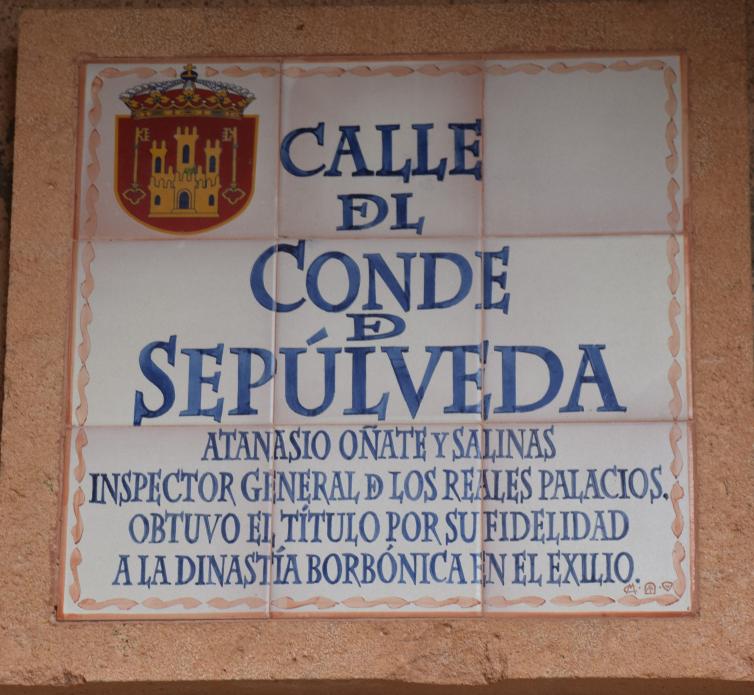 CALLE
DEL
CONDE
DE
SEPÚLVEDA
ATANASIO OÑATE Y SALINAS
INSPECTOR GENERAL DE LOS REALES PALACIOS.
OBTUVO EL TÍTULO POR SU FIDELIDAD
A LA DINASTÍA BORBÓNICA EN EL EXILIO.